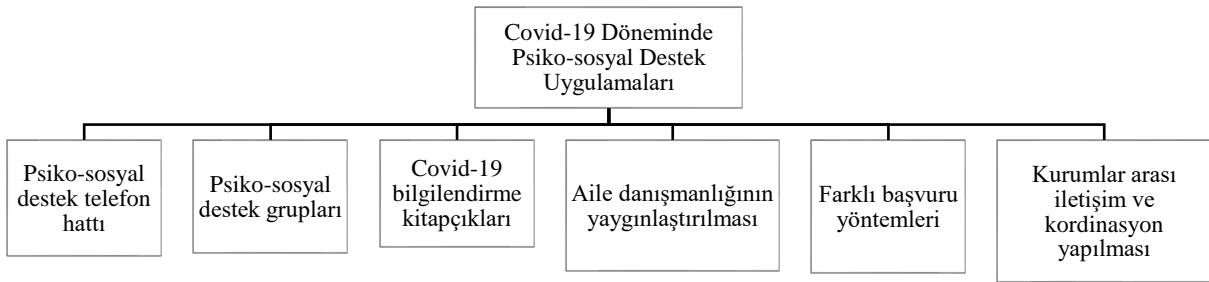 Covid-19 Döneminde
Psiko-sosyal Destek
Uygulamaları
Psiko-sosyal
destek telefon
hattı
Psiko-sosyal
destek grupları
Covid-19
bilgilendirme
kitapçıkları
Aile danışmanlığının
yaygınlaştırılması
Farklı başvuru
yöntemleri
Kurumlar arası
iletişim ve
kordinasyon
yapılması